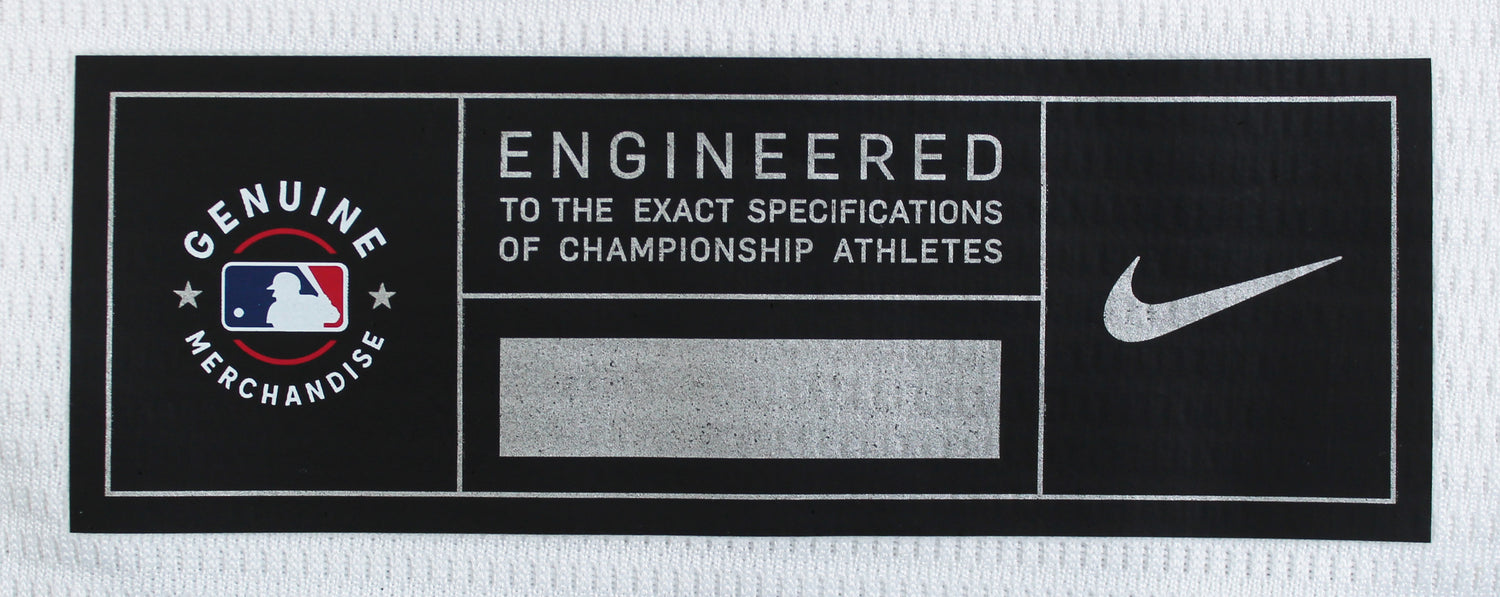 GENUINE
MERCHANDISE
ENGINEERED
TO THE EXACT SPECIFICATIONS
OF CHAMPIONSHIP ATHLETES